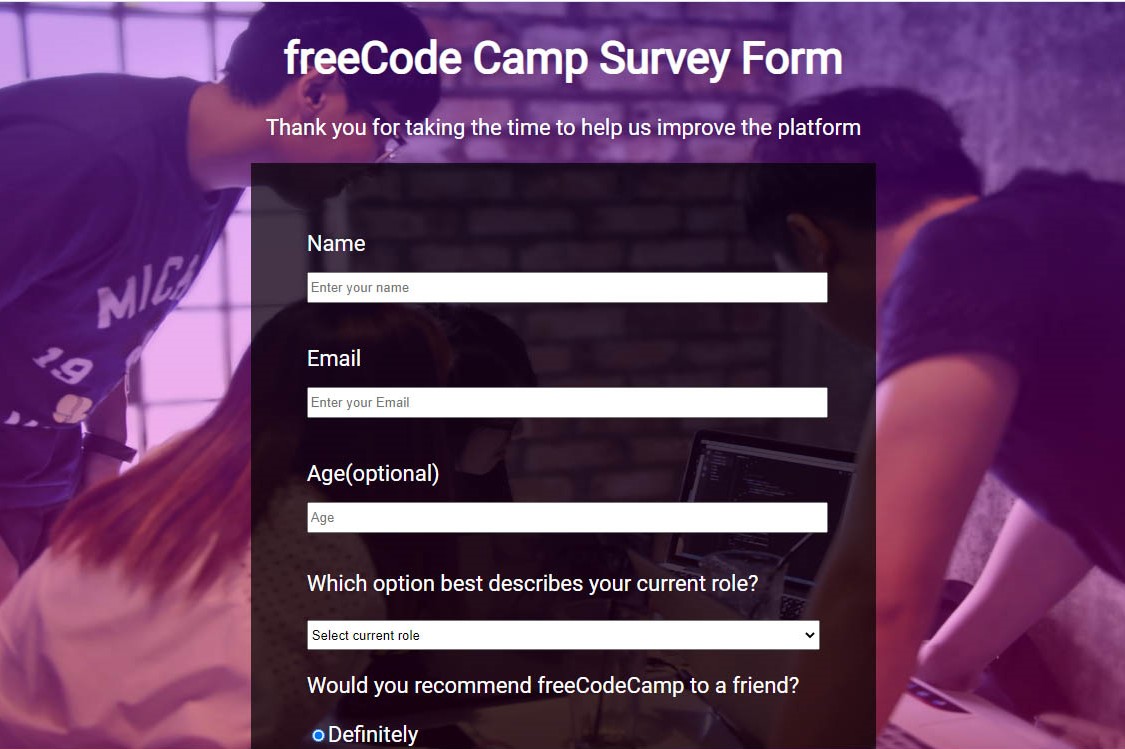 freeCode Camp Survey Form
Thank you for taking the time to help us improve the platform
Name
Enter your name
Email
Enter your Email
Age(optional)
Age
Which option best describes your current role?
Select current role
Would you recommend freeCodeCamp to a friend?
Definitely
19